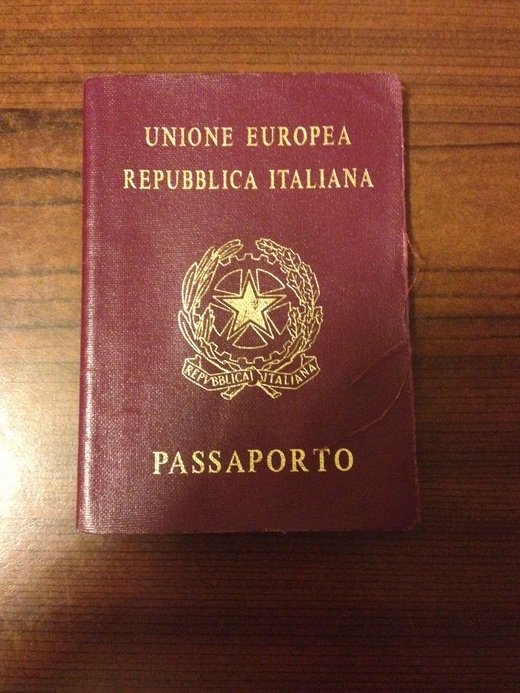 UNIONE EUROPEA
REPUBBLICA ITALIANA
REPVBBLICA ITALIANA
PASSAPORTO